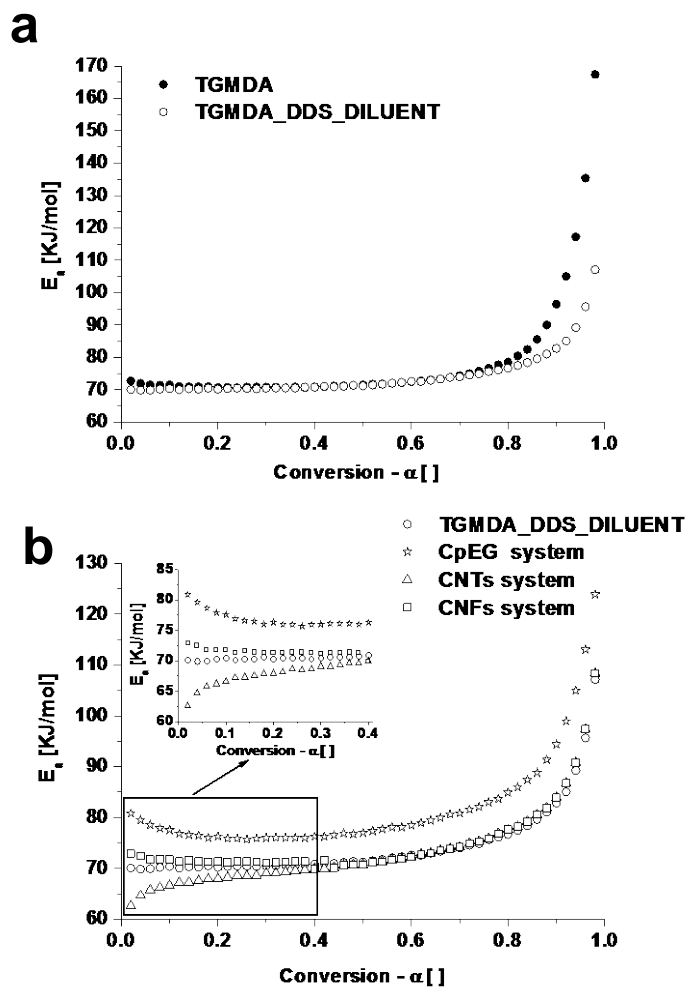 a
170
160
150
140
130
120
110
100
90
80
70
60
0.0 0.2 0.4 0.6 0.8 1.0
Eₐ [KJ/mol]
Conversion - α [ ]
TGMDA
TGMDA_DDS_DILUENT
b
TGMDA_DDS_DILUENT
CpEG system
CNTs system
CNFs system
130
120
110
100
90
80
70
60
0.0 0.2 0.4 0.6 0.8 1.0
Eₐ [KJ/mol]
Conversion - α [ ]
85
80
75
70
65
60
0.0 0.1 0.2 0.3 0.4
Eₐ [KJ/mol]
Conversion - α [ ]